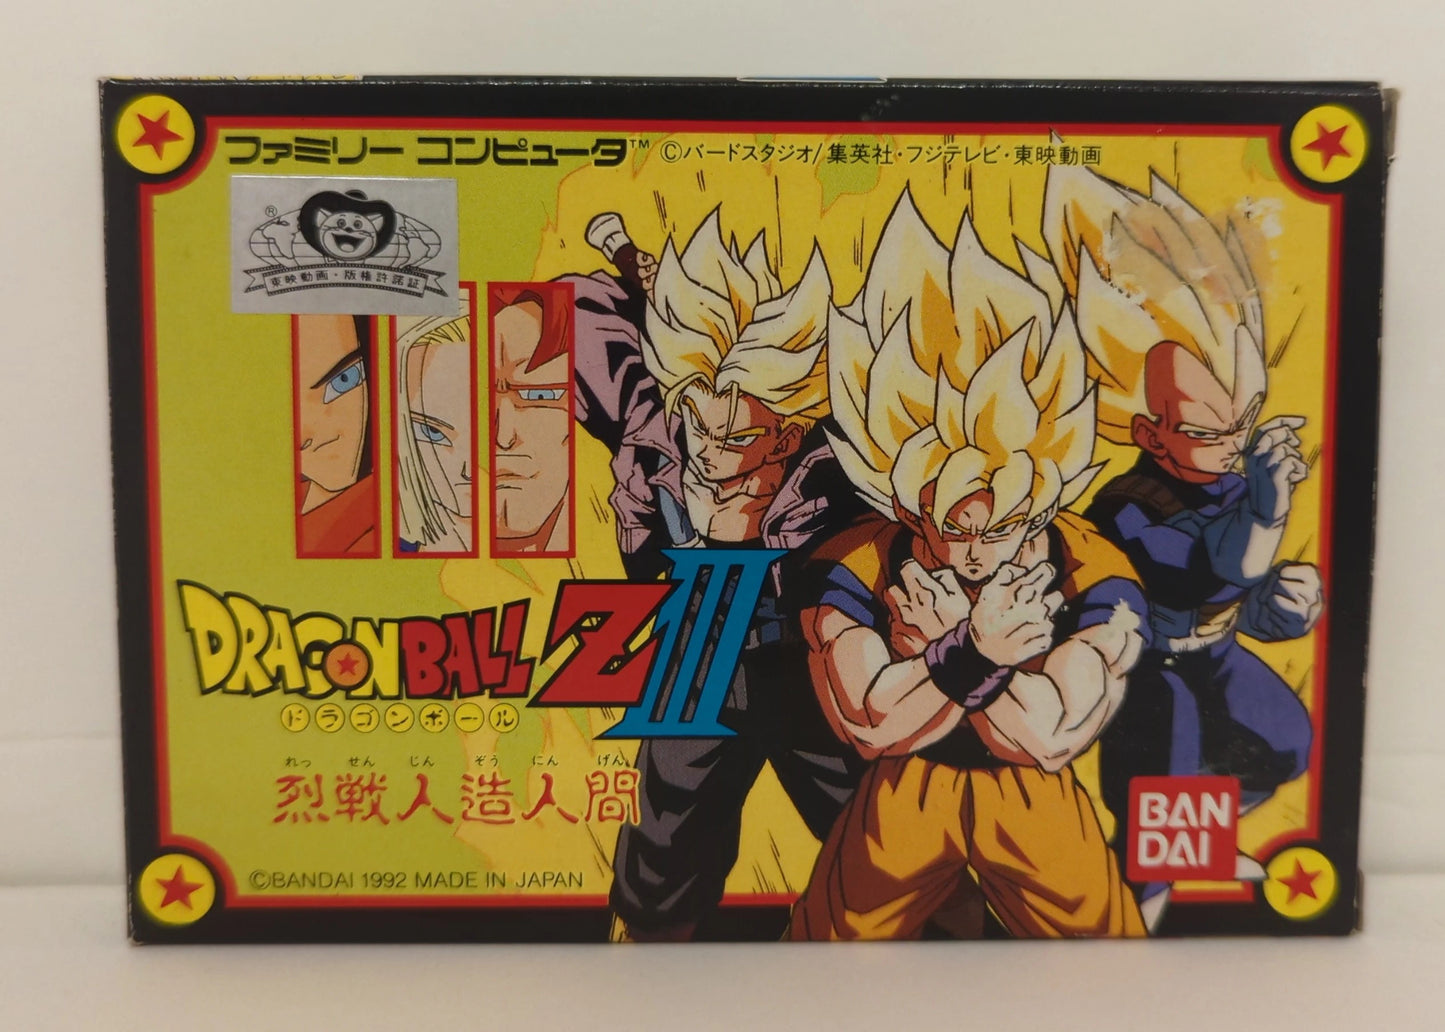 ファミリー コンピュータ™ ©バードスタジオ/集英社・フジテレビ・東映動画
®
東映動画・版権許諾証
DRAGON BALL Z III
ドラゴンボール
れっ せん じん ぞう にん げん
烈戦人造人間
©BANDAI 1992 MADE IN JAPAN
BAN
DAI